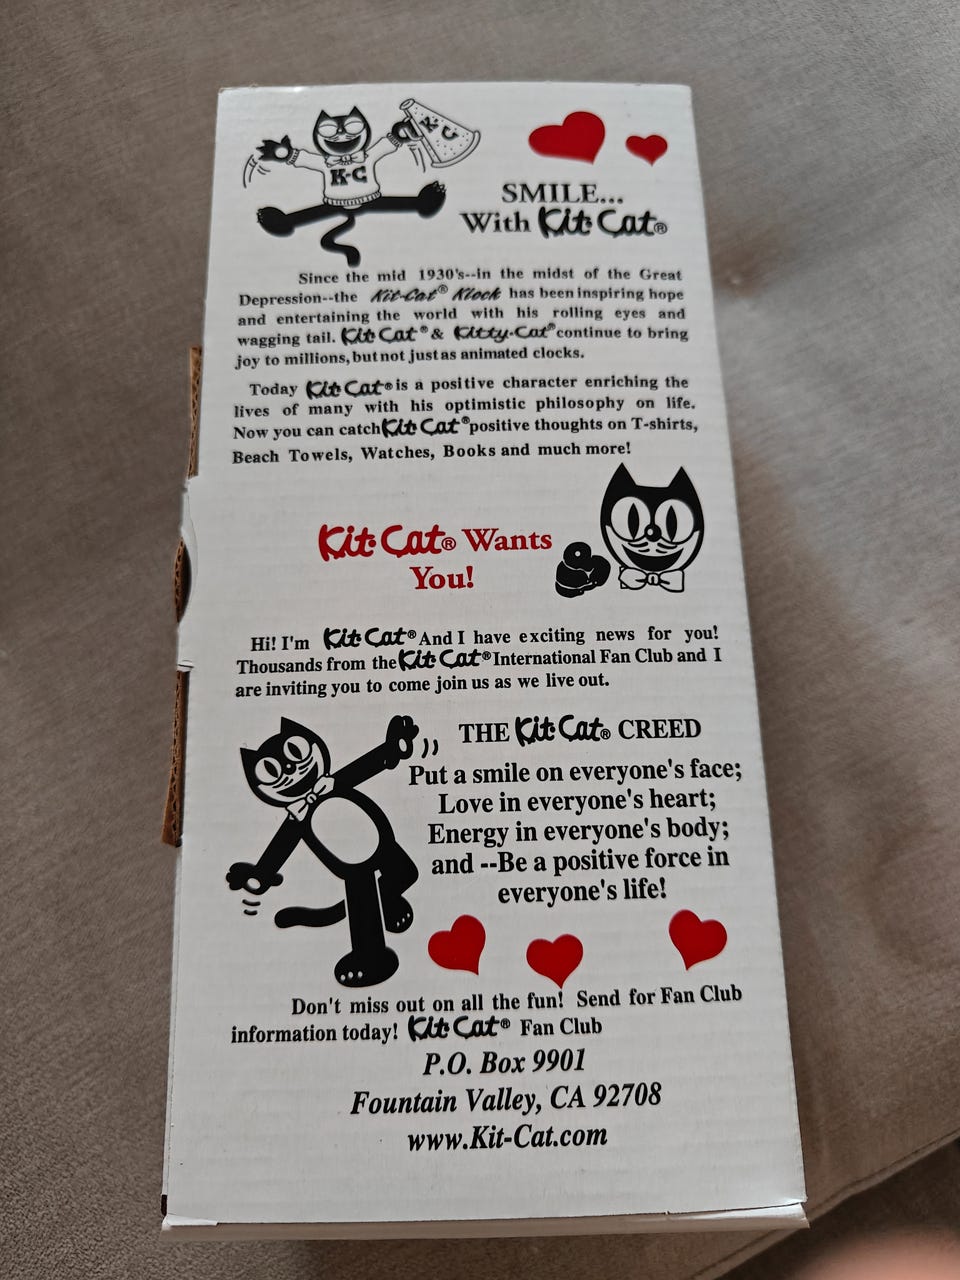 K-C
K-C
SMILE...
With Kit-Cat®
Since the mid 1930's--in the midst of the Great
Depression--the Kit-Cat® Klock has been inspiring hope
and entertaining the world with his rolling eyes and
wagging tail. Kit-Cat® & Kitty-Cat® continue to bring
joy to millions, but not just as animated clocks.
Today Kit-Cat® is a positive character enriching the
lives of many with his optimistic philosophy on life.
Now you can catch Kit-Cat® positive thoughts on T-shirts,
Beach Towels, Watches, Books and much more!
Kit-Cat® Wants
You!
Hi! I'm Kit-Cat® And I have exciting news for you!
Thousands from the Kit-Cat® International Fan Club and I
are inviting you to come join us as we live out.
THE Kit-Cat® CREED
Put a smile on everyone's face;
Love in everyone's heart;
Energy in everyone's body;
and --Be a positive force in
everyone's life!
Don't miss out on all the fun! Send for Fan Club
information today! Kit-Cat® Fan Club
P.O. Box 9901
Fountain Valley, CA 92708
www.Kit-Cat.com